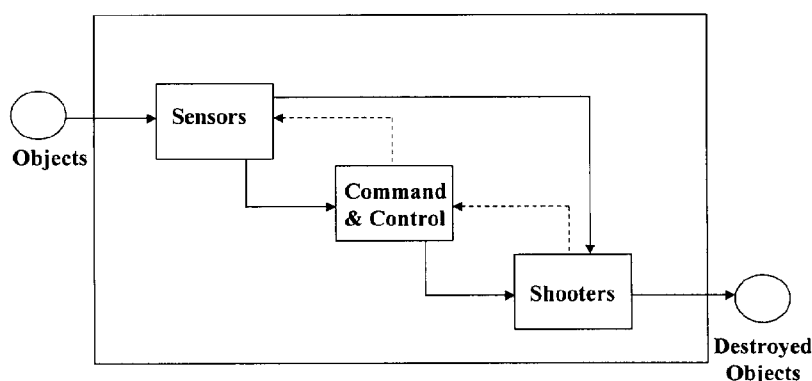 Sensors
Objects
Command
& Control
Shooters
Destroyed
Objects